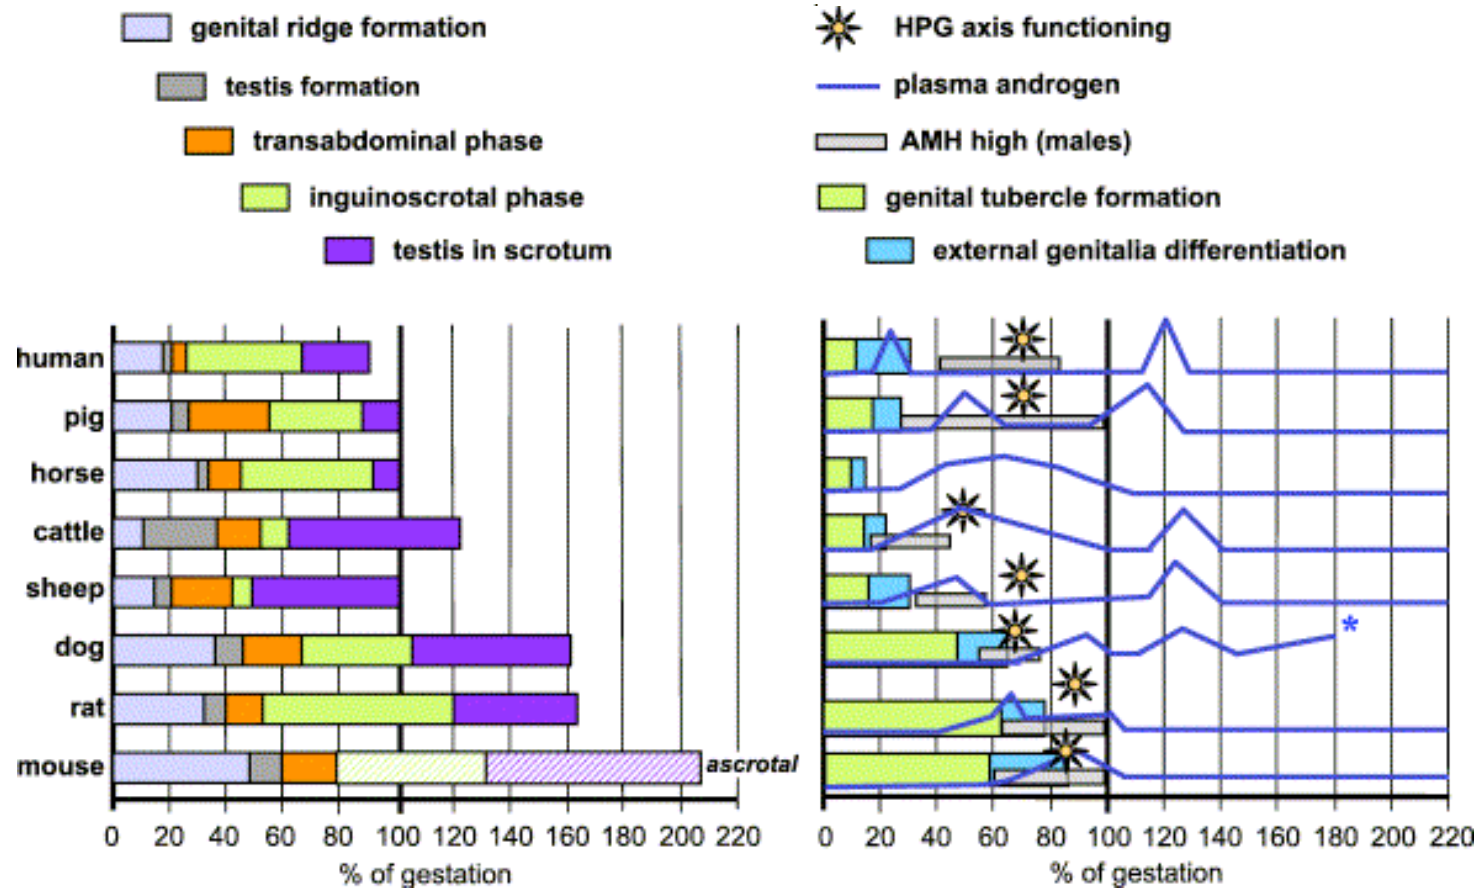 genital ridge formation
testis formation
transabdominal phase
inguinoscrotal phase
testis in scrotum
HPG axis functioning
plasma androgen
AMH high (males)
genital tubercle formation
external genitalia differentiation
human
pig
horse
cattle
sheep
dog
rat
mouse
ascrotal
*
0 20 40 60 80 100 120 140 160 180 200 220
% of gestation
0 20 40 60 80 100 120 140 160 180 200 220
% of gestation